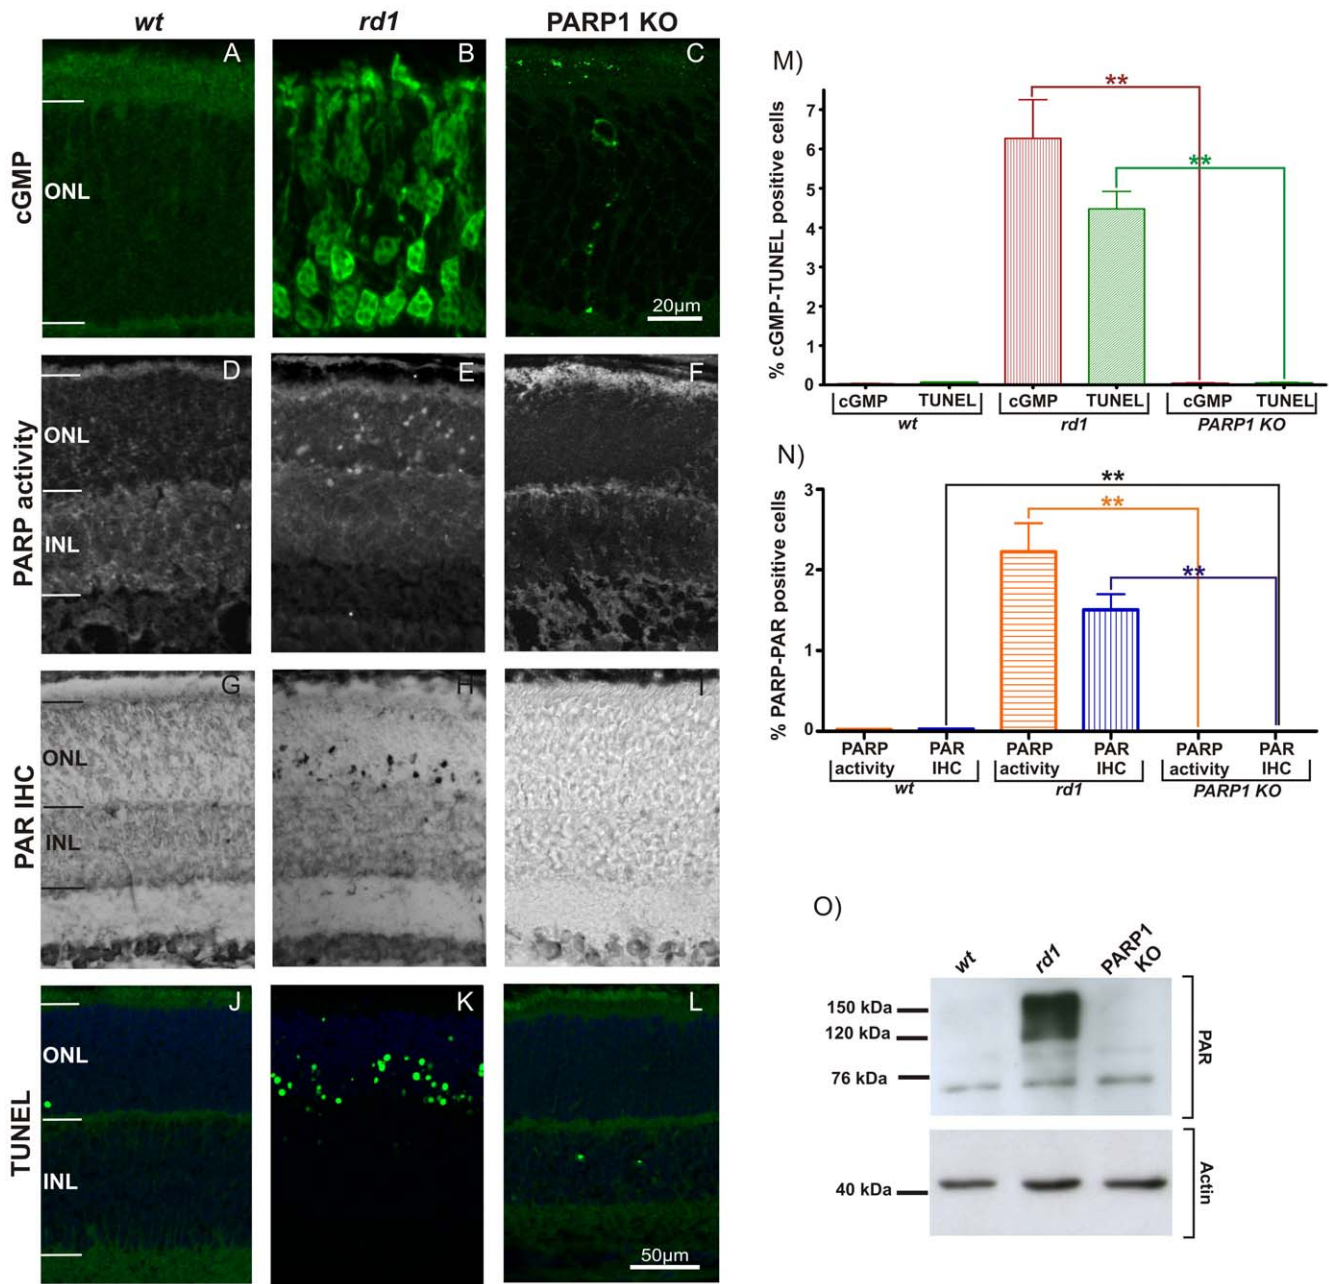 wt rd1 PARP1 KO
A B C
cGMP
ONL
20µm
D E F
PARP activity
ONL
INL
G H I
PAR IHC
ONL
INL
J K L
TUNEL
ONL
INL
50µm
M)
% cGMP-TUNEL positive cells
7
6
5
4
3
2
1
0
**
**
cGMP TUNEL cGMP TUNEL cGMP TUNEL
wt rd1 PARP1 KO
N)
% PARP-PAR positive cells
3
2
1
0
**
**
**
PARP PAR PARP PAR PARP PAR
activity IHC activity IHC activity IHC
wt rd1 PARP1 KO
O)
wt rd1 PARP1
KO
150 kDa
120 kDa
76 kDa
PAR
40 kDa
Actin